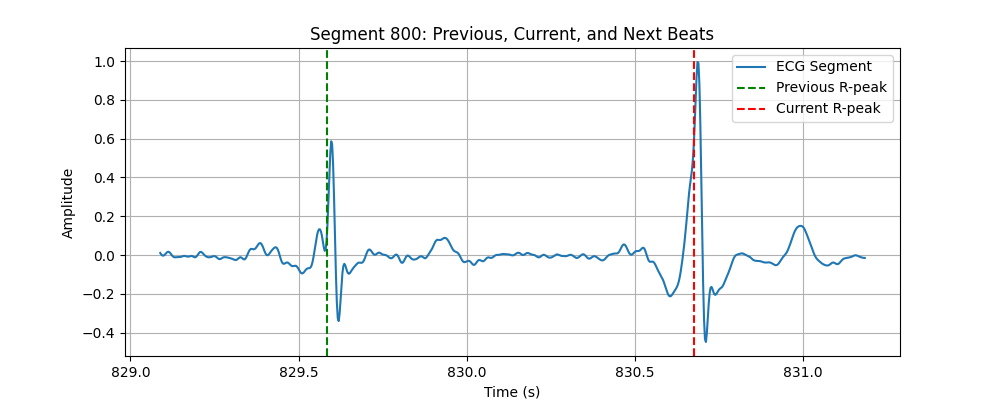 Segment 800: Previous, Current, and Next Beats
ECG Segment
Previous R-peak
Current R-peak
Amplitude
1.0
0.8
0.6
0.4
0.2
0.0
−0.2
−0.4
829.0 829.5 830.0 830.5 831.0
Time (s)